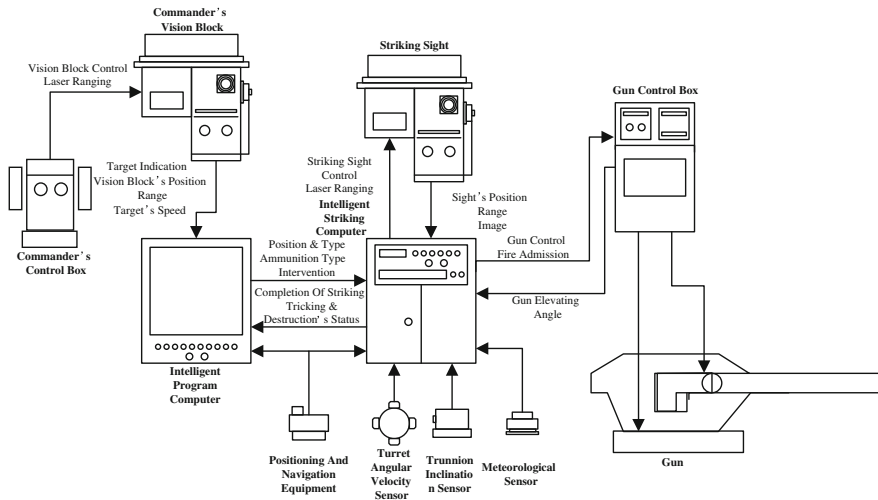 Commander's
Vision Block
Vision Block Control
Laser Ranging
Commander's
Control Box
Target Indication
Vision Block's Position
Range
Target's Speed
Striking Sight
Striking Sight
Control
Laser Ranging
Intelligent
Striking
Computer
Sight's Position
Range
Image
Gun Control Box
Gun Control
Fire Admission
Gun Elevating
Angle
Position & Type
Ammunition Type
Intervention
Completion Of Striking
Tricking &
Destruction's Status
Intelligent
Program
Computer
Positioning And
Navigation
Equipment
Turret
Angular
Velocity
Sensor
Trunnion
Inclinatio
n Sensor
Meteorological
Sensor
Gun